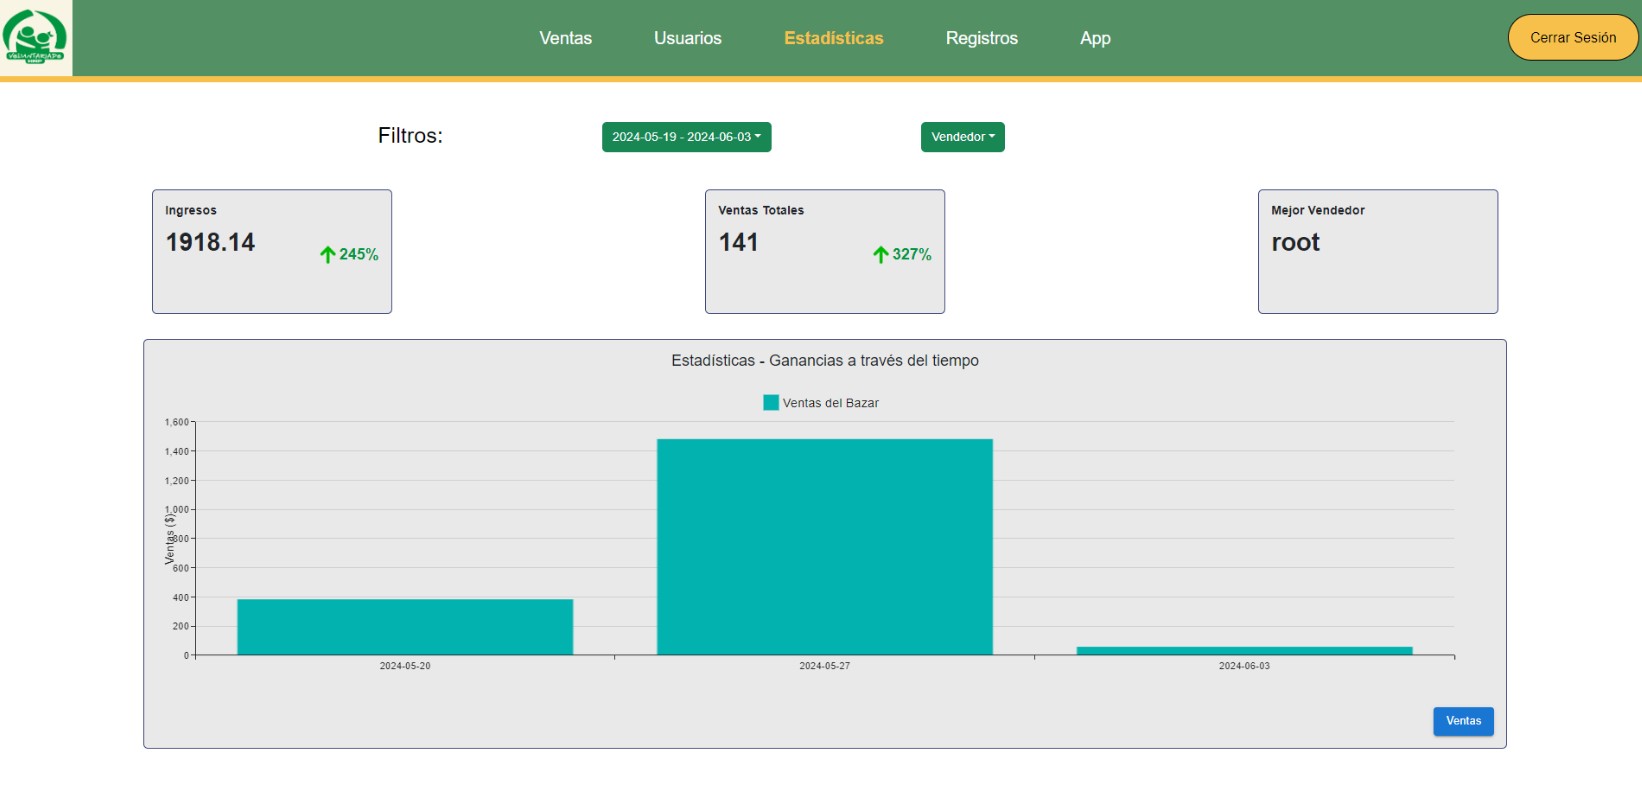 VOLUNTARIADO
Ventas
Usuarios
Estadísticas
Registros
App
Cerrar Sesión
Filtros:
2024-05-19 - 2024-06-03
Vendedor
Ingresos
1918.14
245%
Ventas Totales
141
327%
Mejor Vendedor
root
Estadísticas - Ganancias a través del tiempo
Ventas del Bazar
Ventas ($)
1,600
1,400
1,200
1,000
800
600
400
200
0
2024-05-20
2024-05-27
2024-06-03
Ventas